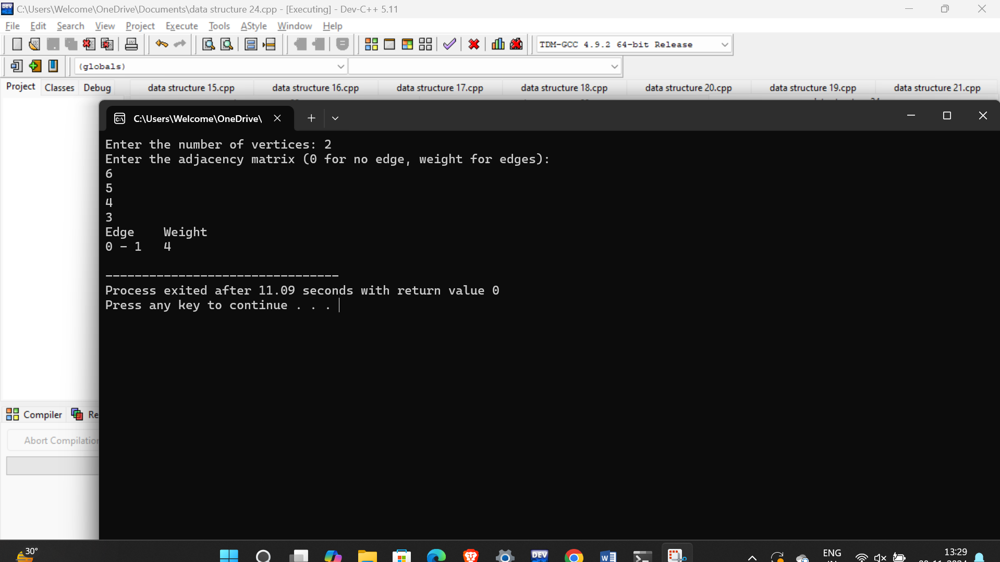 C:\Users\Welcome\OneDrive\Documents\data structure 24.cpp - [Executing] - Dev-C++ 5.11
File Edit Search View Project Execute Tools AStyle Window Help
TDM-GCC 4.9.2 64-bit Release
(globals)
Project Classes Debug data structure 15.cpp data structure 16.cpp data structure 17.cpp data structure 18.cpp data structure 20.cpp data structure 19.cpp data structure 21.cpp
C:\Users\Welcome\OneDrive\
Enter the number of vertices: 2
Enter the adjacency matrix (0 for no edge, weight for edges):
6
5
4
3
Edge Weight
0 - 1 4
--------------------------------
Process exited after 11.09 seconds with return value 0
Press any key to continue . . .
Compiler Re
Abort Compilation
30°
DEV
ENG
13:29